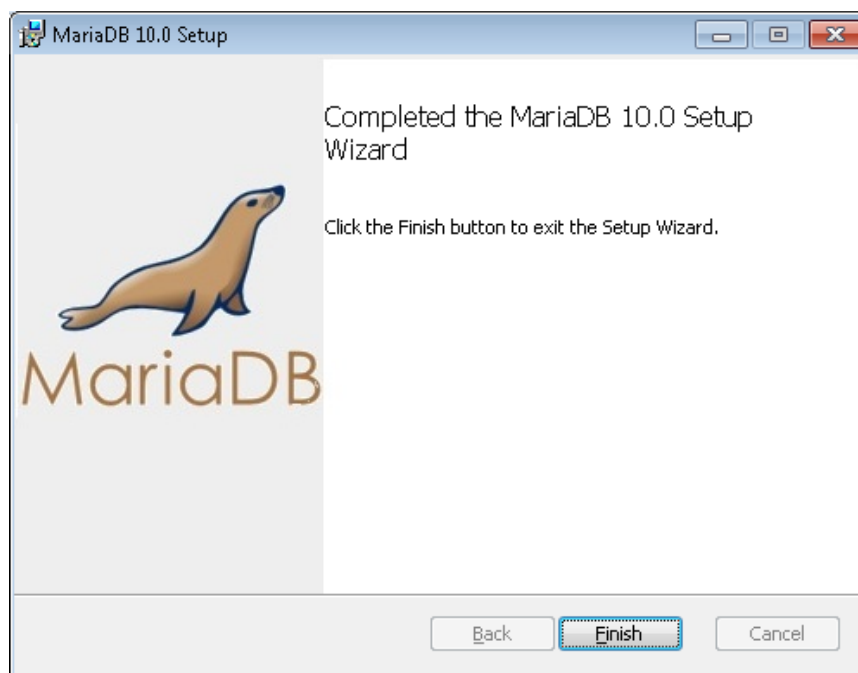 MariaDB 10.0 Setup
Completed the MariaDB 10.0 Setup
Wizard
Click the Finish button to exit the Setup Wizard.
MariaDB
Back
Finish
Cancel